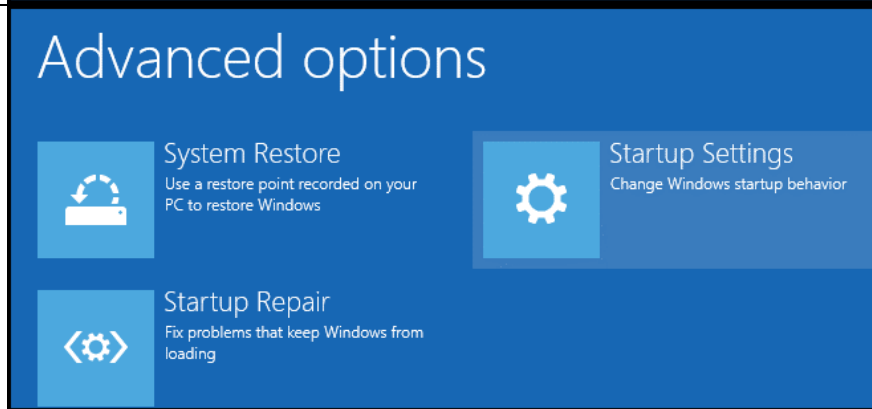 Advanced options
System Restore
Use a restore point recorded on your
PC to restore Windows
Startup Settings
Change Windows startup behavior
Startup Repair
Fix problems that keep Windows from
loading